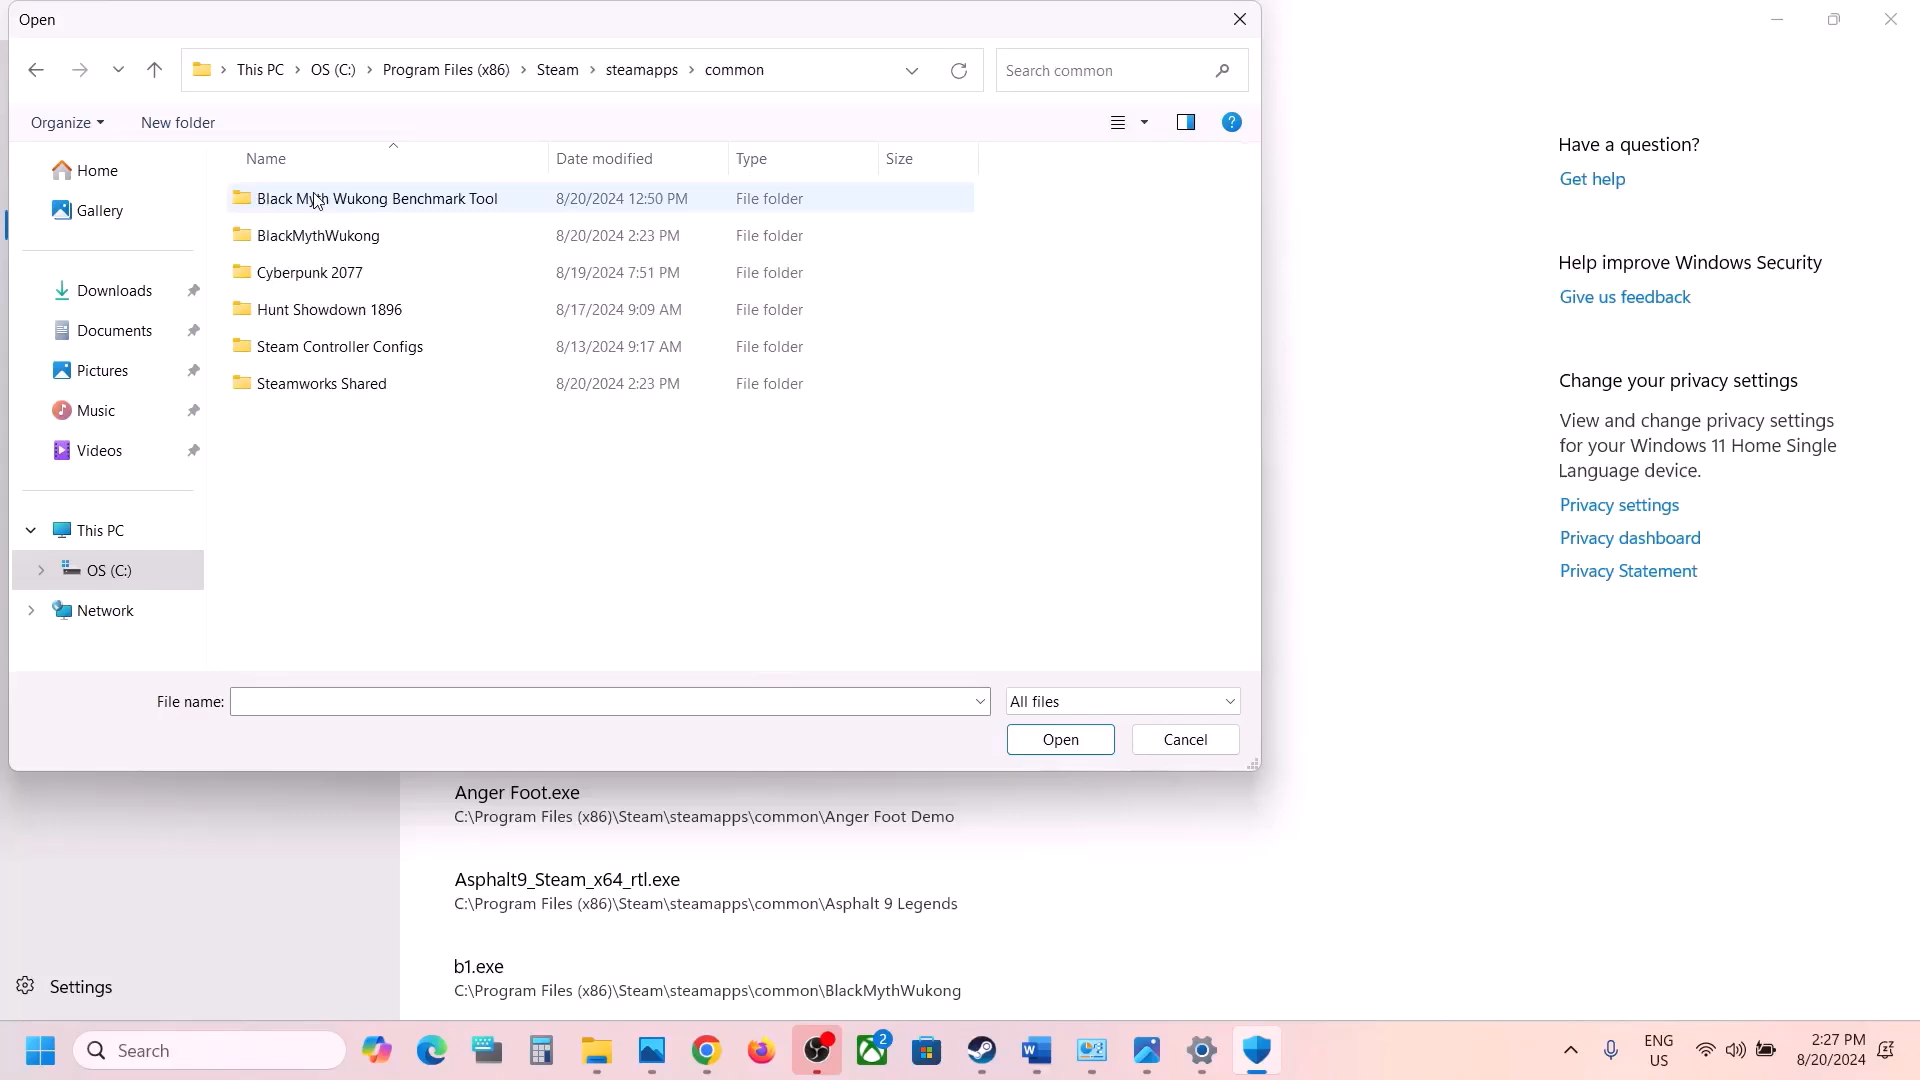 Open
This PC > OS (C:) > Program Files (x86) > Steam > steamapps > common
Search common
Organize
New folder
Name
Date modified
Type
Size
Home
Gallery
Downloads
Documents
Pictures
Music
Videos
This PC
OS (C:)
Network
Black Myth Wukong Benchmark Tool 8/20/2024 12:50 PM File folder
BlackMythWukong 8/20/2024 2:23 PM File folder
Cyberpunk 2077 8/19/2024 7:51 PM File folder
Hunt Showdown 1896 8/17/2024 9:09 AM File folder
Steam Controller Configs 8/13/2024 9:17 AM File folder
Steamworks Shared 8/20/2024 2:23 PM File folder
File name:
All files
Open
Cancel
Have a question?
Get help
Help improve Windows Security
Give us feedback
Change your privacy settings
View and change privacy settings
for your Windows 11 Home Single
Language device.
Privacy settings
Privacy dashboard
Privacy Statement
Anger Foot.exe
C:\Program Files (x86)\Steam\steamapps\common\Anger Foot Demo
Asphalt9_Steam_x64_rtl.exe
C:\Program Files (x86)\Steam\steamapps\common\Asphalt 9 Legends
b1.exe
C:\Program Files (x86)\Steam\steamapps\common\BlackMythWukong
Settings
Search
2
ENG
US
2:27 PM
8/20/2024